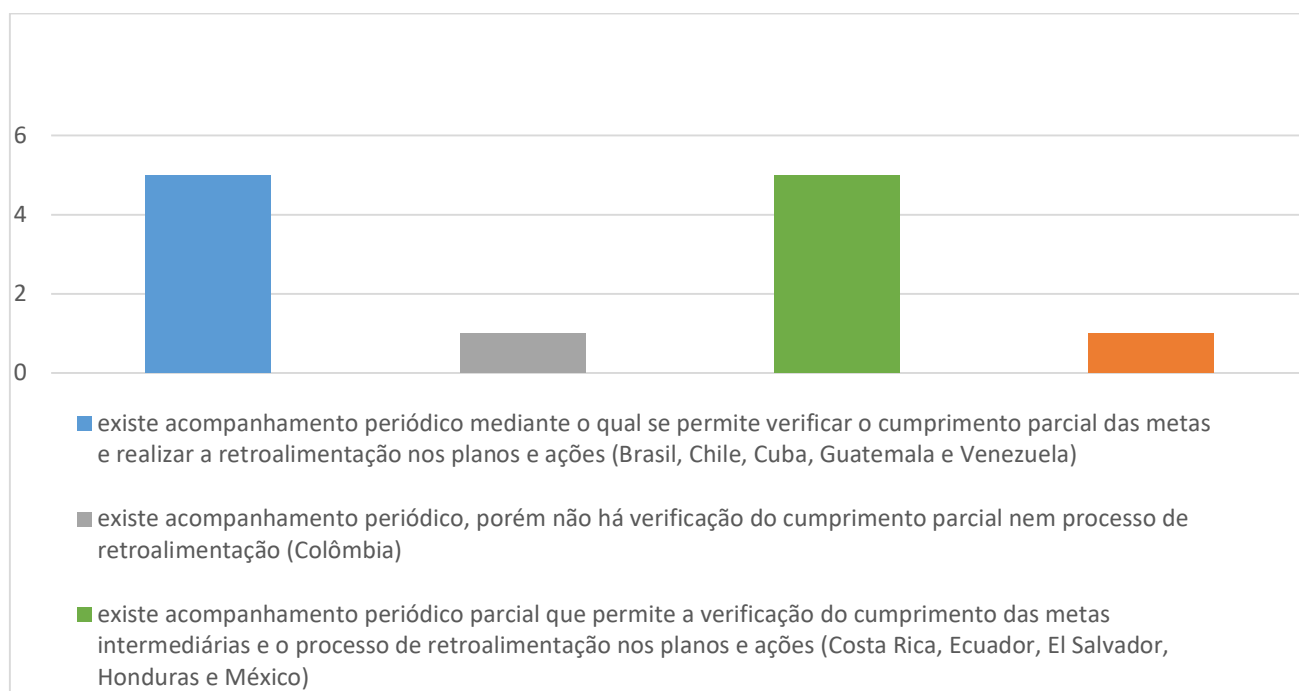 6
4
2
0
existe acompanhamento periódico mediante o qual se permite verificar o cumprimento parcial das metas
e realizar a retroalimentação nos planos e ações (Brasil, Chile, Cuba, Guatemala e Venezuela)
existe acompanhamento periódico, porém não há verificação do cumprimento parcial nem processo de
retroalimentação (Colômbia)
existe acompanhamento periódico parcial que permite a verificação do cumprimento das metas
intermediárias e o processo de retroalimentação nos planos e ações (Costa Rica, Ecuador, El Salvador,
Honduras e México)